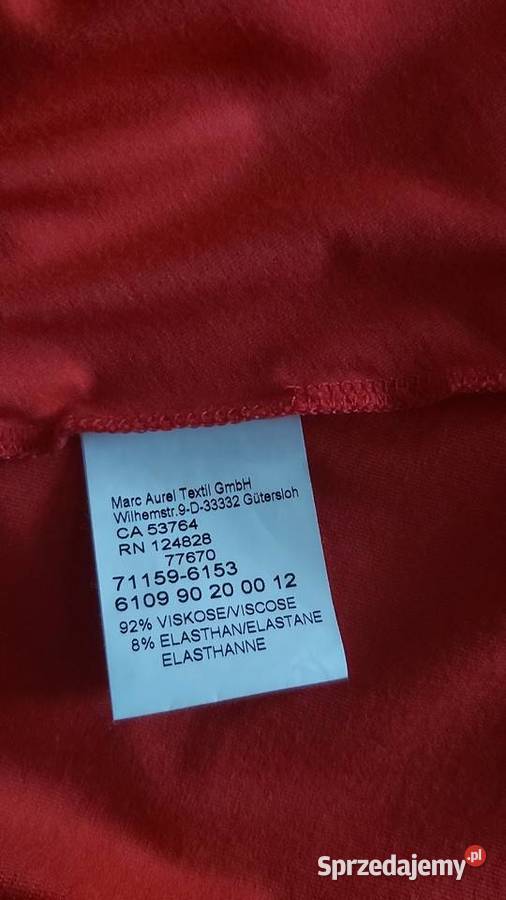 Marc Aurel Textil GmbH
Wilhemstr.9-D-33332 Gütersloh
CA 53764
RN 124828
77670
71159-6153
6109 90 20 00 12
92% VISKOSE/VISCOSE
8% ELASTHAN/ELASTANE
ELASTHANNE
Sprzedajemy.pl